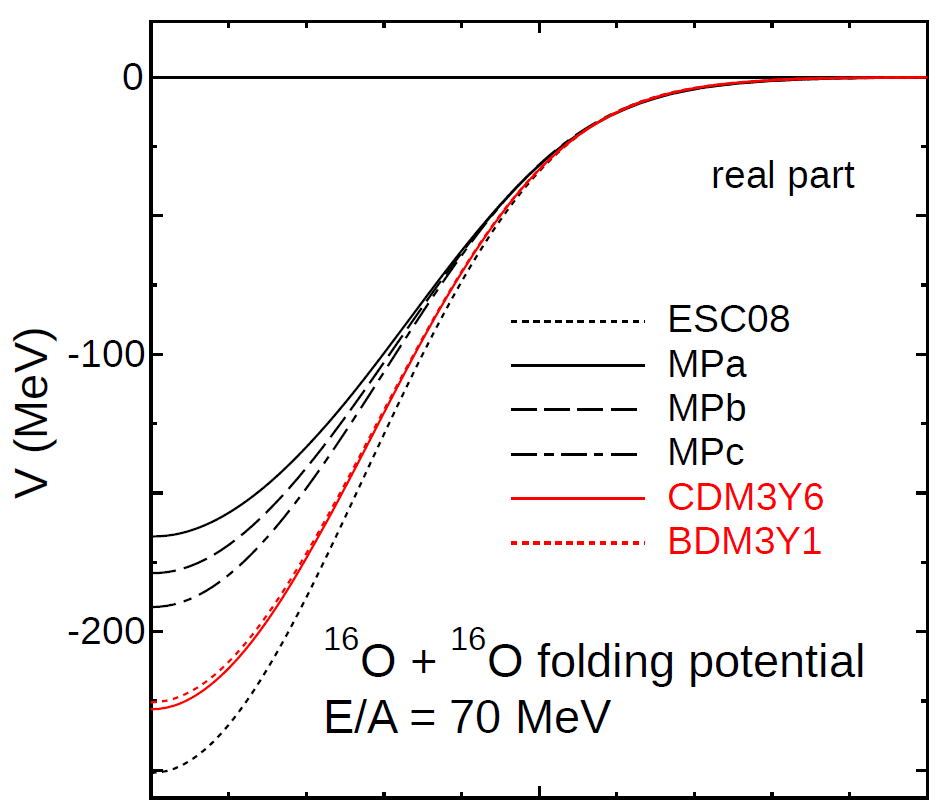 0
real part
ESC08
MPa
-100
MPb
V (MeV)
MPc
CDM3Y6
BDM3Y1
-200
¹⁶O + ¹⁶O folding potential
E/A = 70 MeV